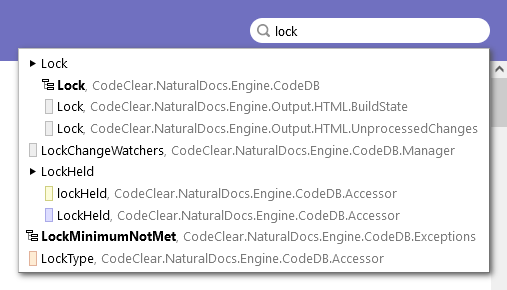 lock
Lock
Lock, CodeClear.NaturalDocs.Engine.CodeDB
Lock, CodeClear.NaturalDocs.Engine.Output.HTML.BuildState
Lock, CodeClear.NaturalDocs.Engine.Output.HTML.UnprocessedChanges
LockChangeWatchers, CodeClear.NaturalDocs.Engine.CodeDB.Manager
LockHeld
lockHeld, CodeClear.NaturalDocs.Engine.CodeDB.Accessor
LockHeld, CodeClear.NaturalDocs.Engine.CodeDB.Accessor
LockMinimumNotMet, CodeClear.NaturalDocs.Engine.CodeDB.Exceptions
LockType, CodeClear.NaturalDocs.Engine.CodeDB.Accessor